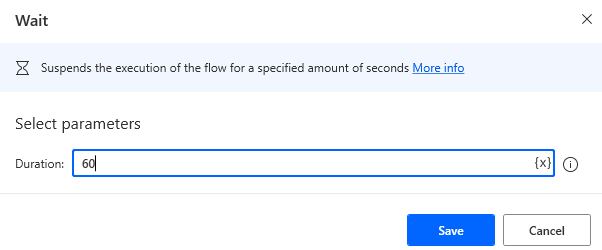 Wait
Suspends the execution of the flow for a specified amount of seconds More info
Select parameters
Duration: 60 {x}
Save Cancel